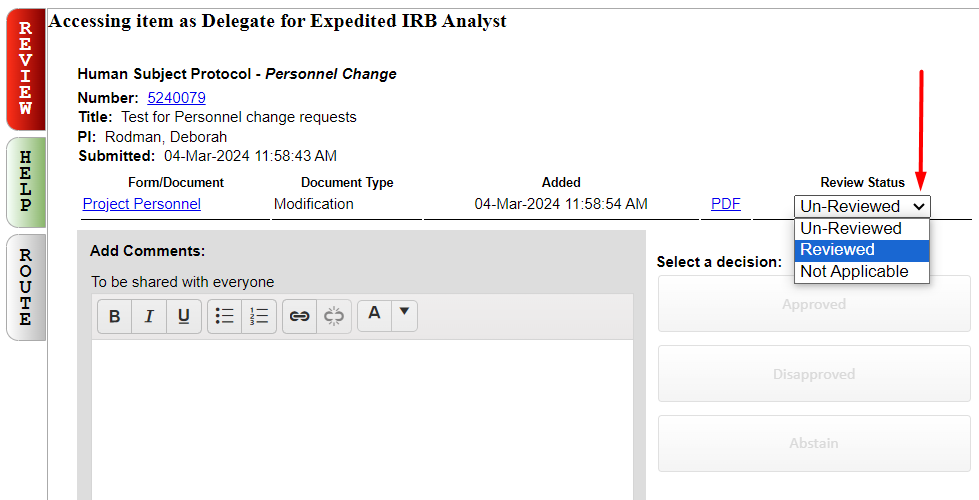 Accessing item as Delegate for Expedited IRB Analyst
REVIEW
HELP
ROUTE
Human Subject Protocol - Personnel Change
Number: 5240079
Title: Test for Personnel change requests
PI: Rodman, Deborah
Submitted: 04-Mar-2024 11:58:43 AM
Form/Document Document Type Added Review Status
Project Personnel Modification 04-Mar-2024 11:58:54 AM PDF Un-Reviewed
Un-Reviewed
Reviewed
Not Applicable
Add Comments:
To be shared with everyone
B I U 1 2 3 A
Select a decision:
Approved
Disapproved
Abstain